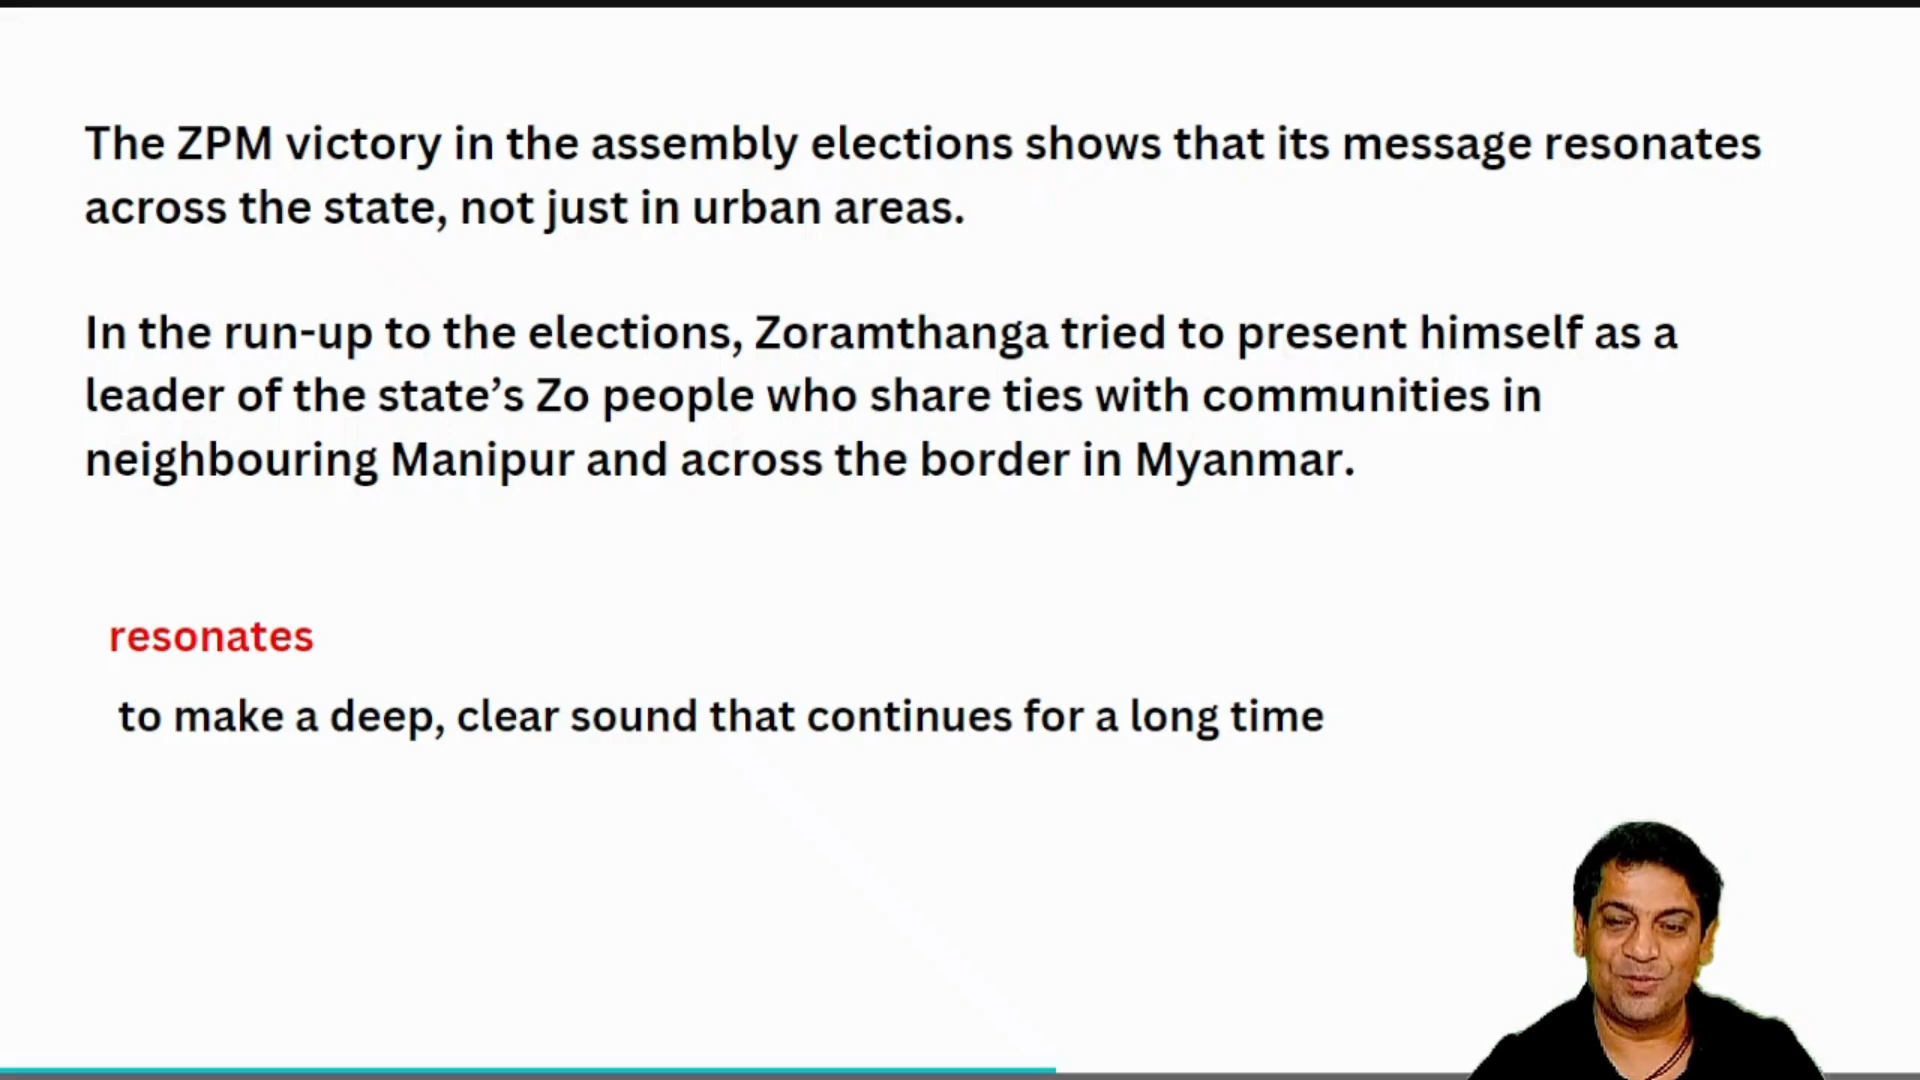 The ZPM victory in the assembly elections shows that its message resonates
across the state, not just in urban areas.
In the run-up to the elections, Zoramthanga tried to present himself as a
leader of the state’s Zo people who share ties with communities in
neighbouring Manipur and across the border in Myanmar.
resonates
to make a deep, clear sound that continues for a long time